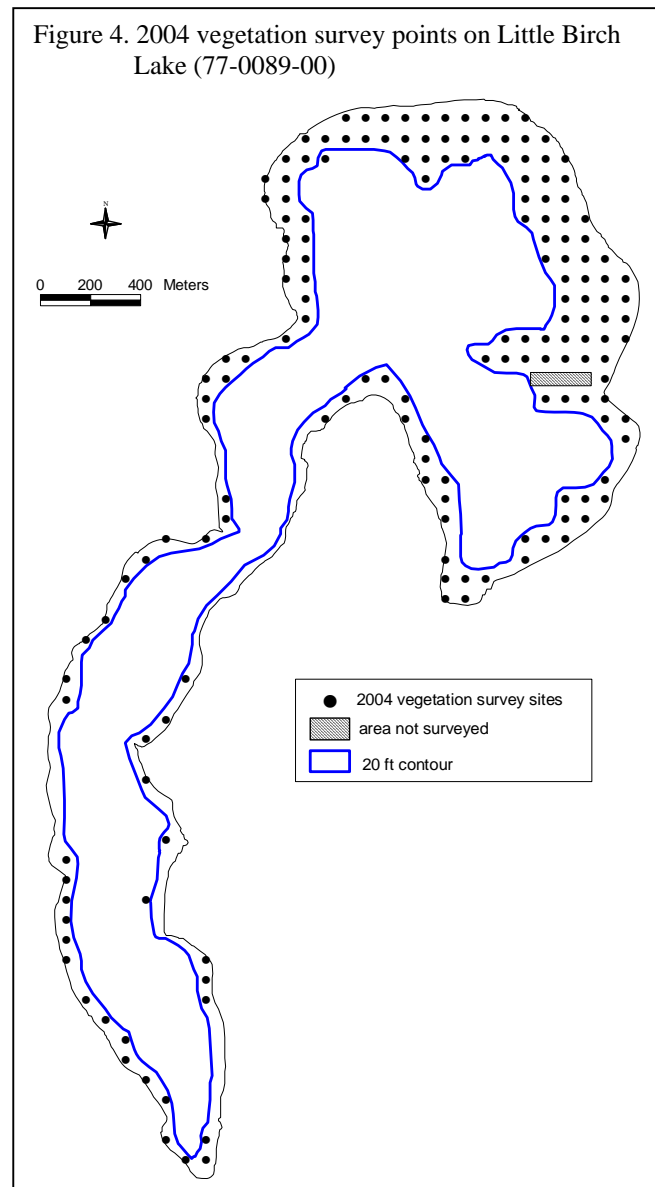 Figure 4. 2004 vegetation survey points on Little Birch
Lake (77-0089-00)
N
0 200 400 Meters
2004 vegetation survey sites
area not surveyed
20 ft contour